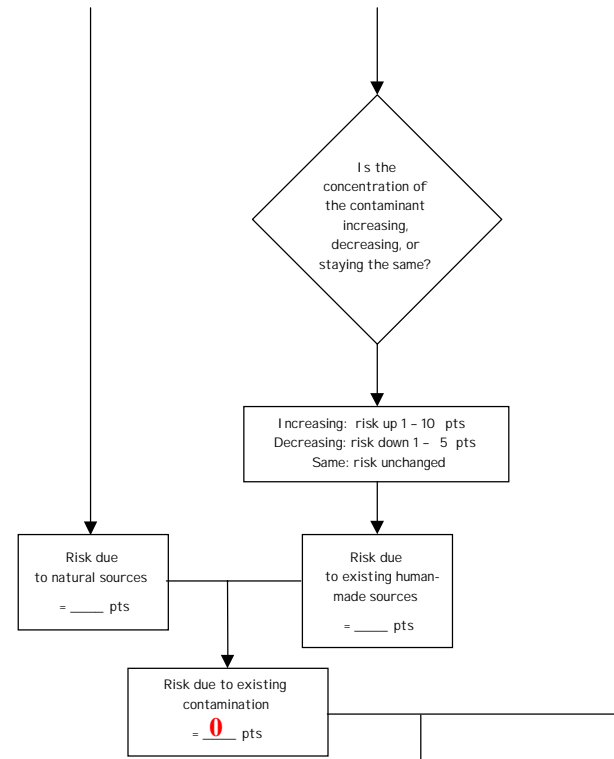 Is the
concentration of
the contaminant
increasing,
decreasing, or
staying the same?
Increasing: risk up 1 – 10 pts
Decreasing: risk down 1 – 5 pts
Same: risk unchanged
Risk due
to natural sources
= _____ pts
Risk due
to existing human-
made sources
= _____ pts
Risk due to existing
contamination
= __0__ pts